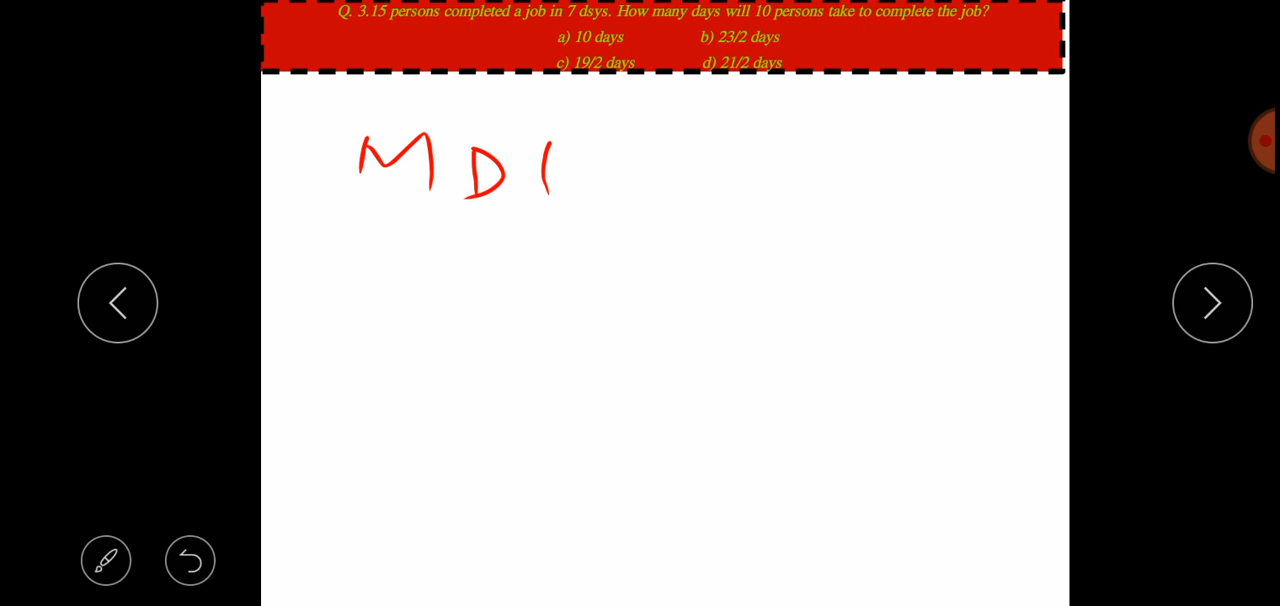 Q. 3.15 persons completed a job in 7 dsys. How many days will 10 persons take to complete the job?
a) 10 days b) 23/2 days
c) 19/2 days d) 21/2 days
M D (